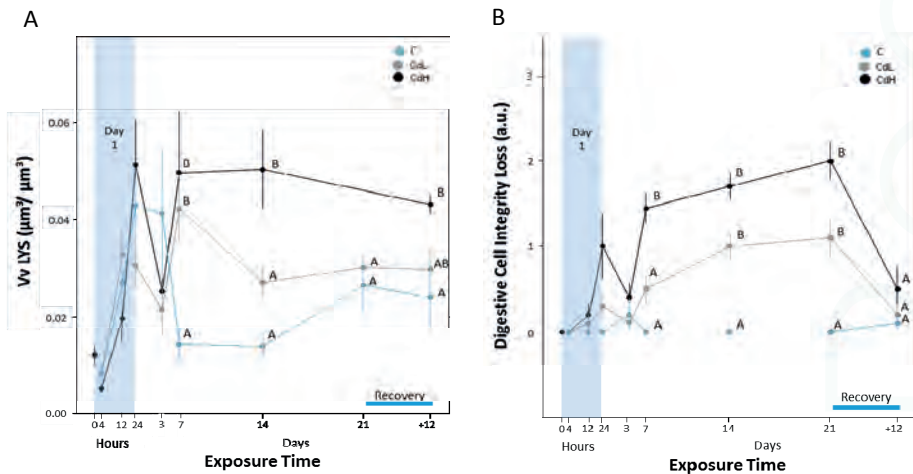 A
C
CdL
CdH
Vv LYS (μm³/ μm³)
0.06
0.04
0.02
0.00
Day
1
B
B
B
B
A
A
AB
A
A
A
A
Recovery
0 4 12 24 3 7 14 21 +12
Hours
Days
Exposure Time
B
C
CdL
CdH
Digestive Cell Integrity Loss (a.u.)
3
2
1
0
Day
1
B
B
B
A
B
B
A
A
A
A
A
A
Recovery
0 4 12 24 3 7 14 21 +12
Hours
Days
Exposure Time